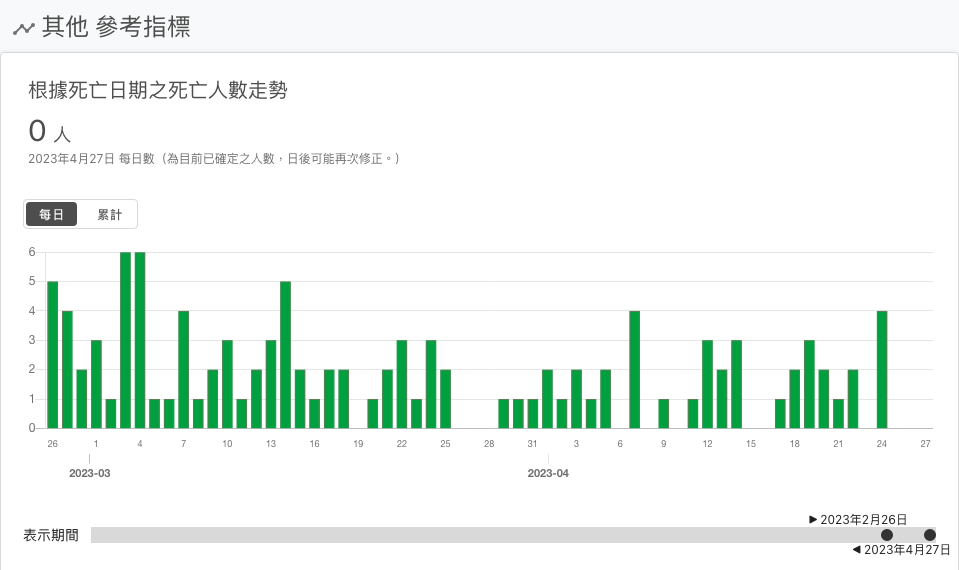 其他 參考指標
根據死亡日期之死亡人數走勢
0 人
2023年4月27日 每日數（為目前已確定之人數，日後可能再次修正。）
每日 累計
6
5
4
3
2
1
0
26 1 4 7 10 13 16 19 22 25 28 31 3 6 9 12 15 18 21 24 27
2023-03 2023-04
▶ 2023年2月26日
表示期間
◀ 2023年4月27日